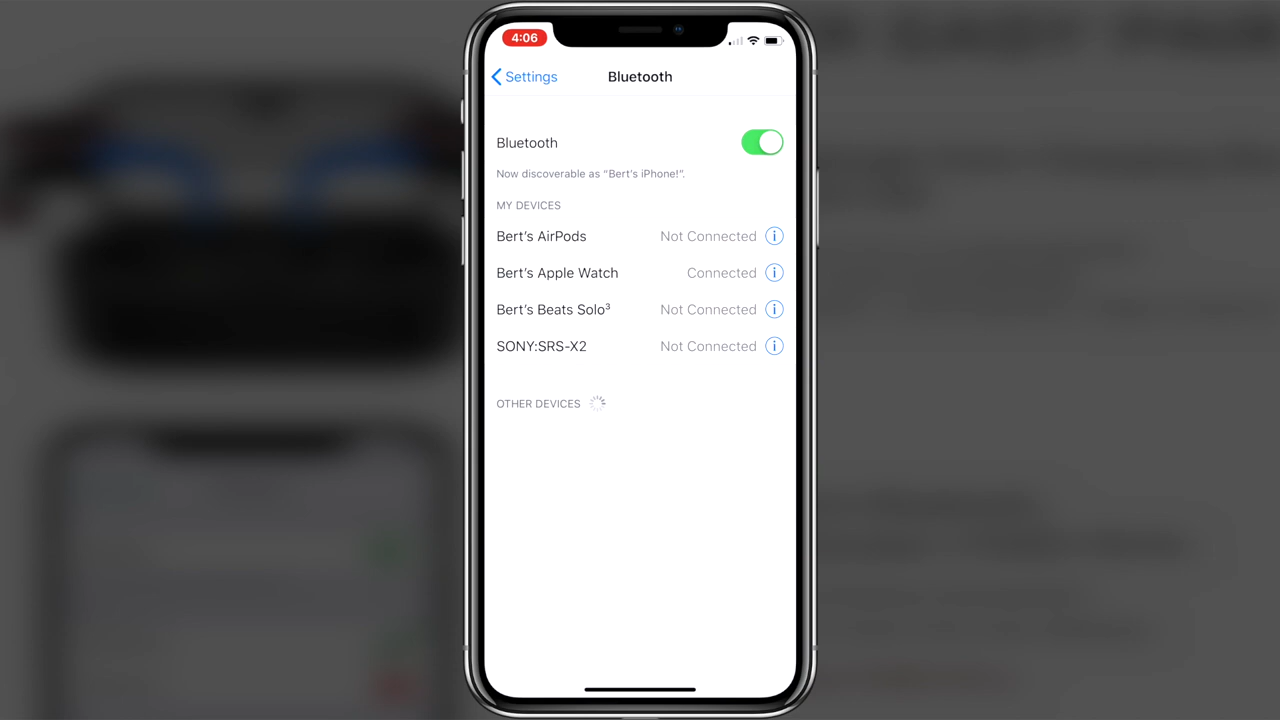 4:06
Settings
Bluetooth
Bluetooth
Now discoverable as “Bert's iPhone!”.
MY DEVICES
Bert’s AirPods Not Connected
Bert’s Apple Watch Connected
Bert’s Beats Solo³ Not Connected
SONY:SRS-X2 Not Connected
OTHER DEVICES